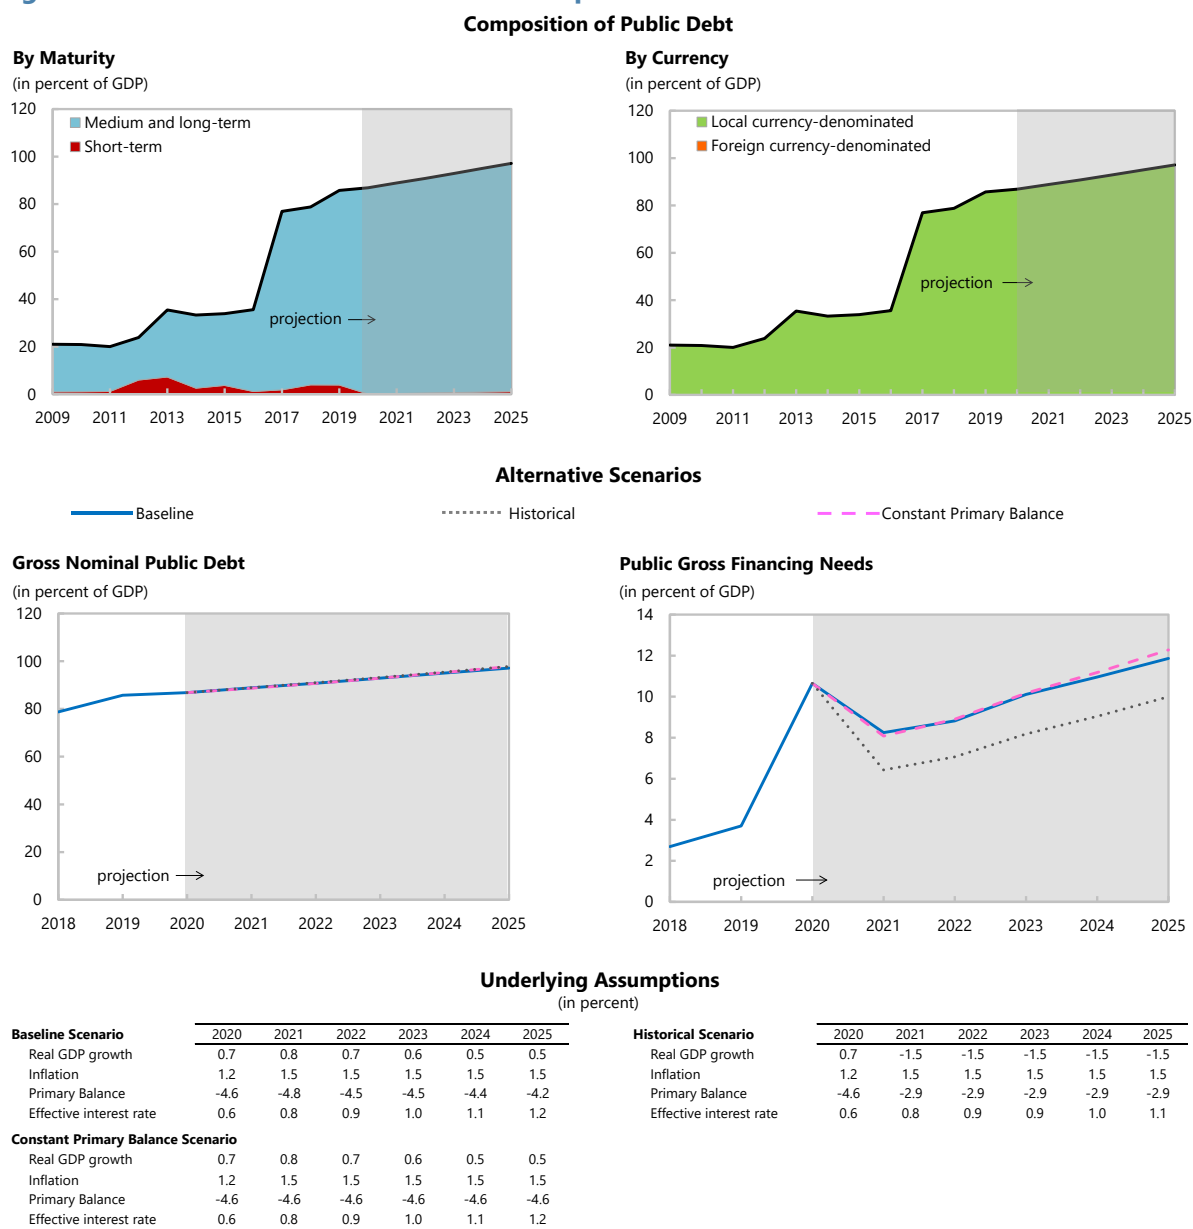 Composition of Public Debt
By Maturity
(in percent of GDP)
120
100
80
60
40
20
0
Medium and long-term
Short-term
projection
2009 2011 2013 2015 2017 2019 2021 2023 2025
By Currency
(in percent of GDP)
120
100
80
60
40
20
0
Local currency-denominated
Foreign currency-denominated
projection
2009 2011 2013 2015 2017 2019 2021 2023 2025
Alternative Scenarios
Baseline Historical Constant Primary Balance
Gross Nominal Public Debt
(in percent of GDP)
120
100
80
60
40
20
0
projection
2018 2019 2020 2021 2022 2023 2024 2025
Public Gross Financing Needs
(in percent of GDP)
14
12
10
8
6
4
2
0
projection
2018 2019 2020 2021 2022 2023 2024 2025
Underlying Assumptions
(in percent)
Baseline Scenario 2020 2021 2022 2023 2024 2025
Real GDP growth 0.7 0.8 0.7 0.6 0.5 0.5
Inflation 1.2 1.5 1.5 1.5 1.5 1.5
Primary Balance -4.6 -4.8 -4.5 -4.5 -4.4 -4.2
Effective interest rate 0.6 0.8 0.9 1.0 1.1 1.2
Constant Primary Balance Scenario
Real GDP growth 0.7 0.8 0.7 0.6 0.5 0.5
Inflation 1.2 1.5 1.5 1.5 1.5 1.5
Primary Balance -4.6 -4.6 -4.6 -4.6 -4.6 -4.6
Effective interest rate 0.6 0.8 0.9 1.0 1.1 1.2
Historical Scenario 2020 2021 2022 2023 2024 2025
Real GDP growth 0.7 -1.5 -1.5 -1.5 -1.5 -1.5
Inflation 1.2 1.5 1.5 1.5 1.5 1.5
Primary Balance -4.6 -2.9 -2.9 -2.9 -2.9 -2.9
Effective interest rate 0.6 0.8 0.9 0.9 1.0 1.1